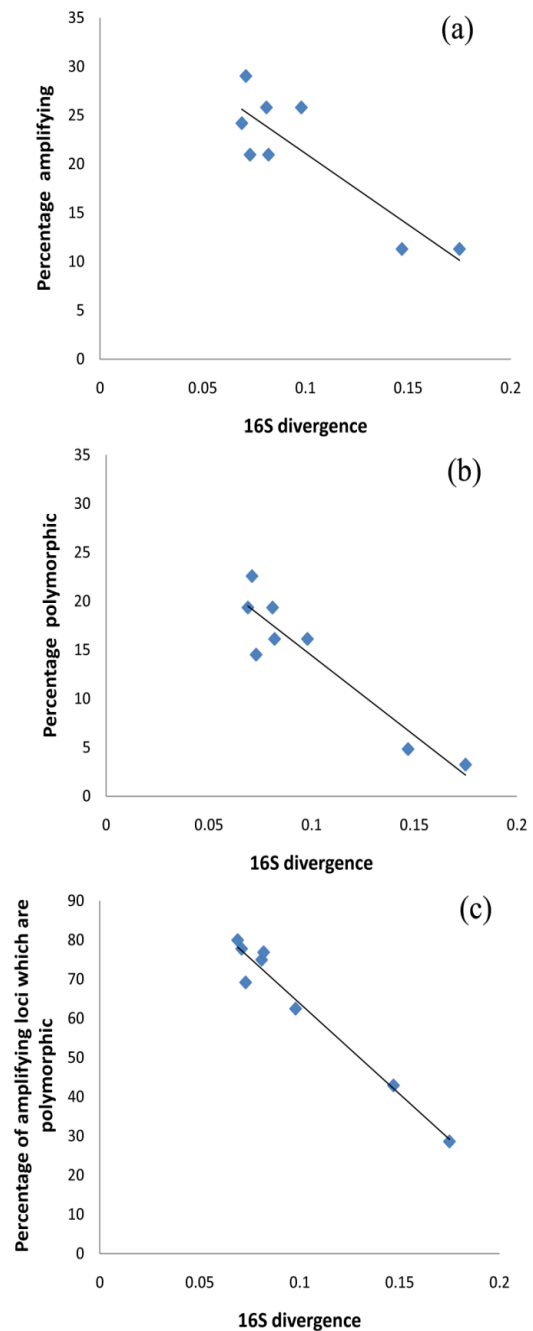 (a)
35
30
25
20
15
10
5
0
Percentage amplifying
0 0.05 0.1 0.15 0.2
16S divergence
(b)
35
30
25
20
15
10
5
0
Percentage polymorphic
0 0.05 0.1 0.15 0.2
16S divergence
(c)
90
80
70
60
50
40
30
20
10
0
Percentage of amplifying loci which are
polymorphic
0 0.05 0.1 0.15 0.2
16S divergence